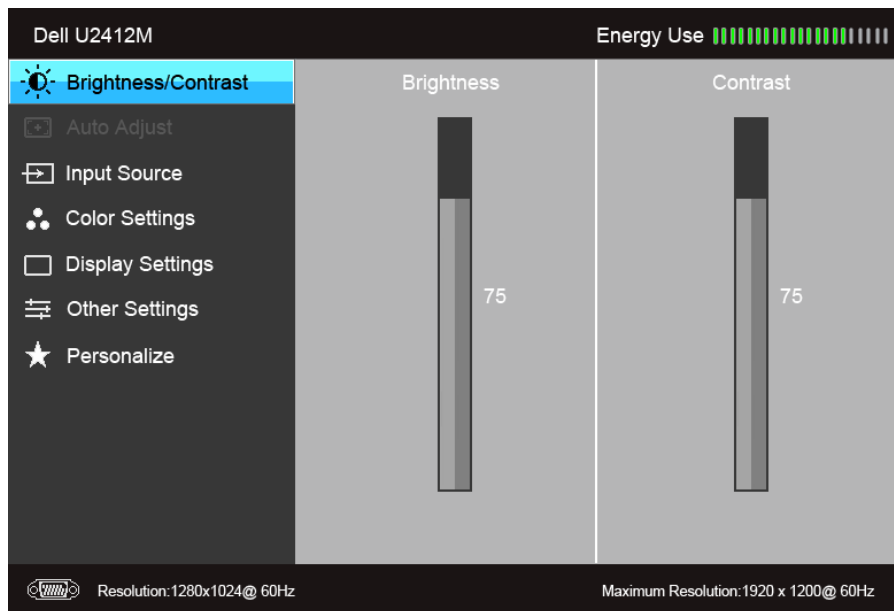 Dell U2412M
Energy Use
Brightness/Contrast
Auto Adjust
Input Source
Color Settings
Display Settings
Other Settings
Personalize
Brightness
75
Contrast
75
Resolution:1280x1024@ 60Hz
Maximum Resolution:1920 x 1200@ 60Hz